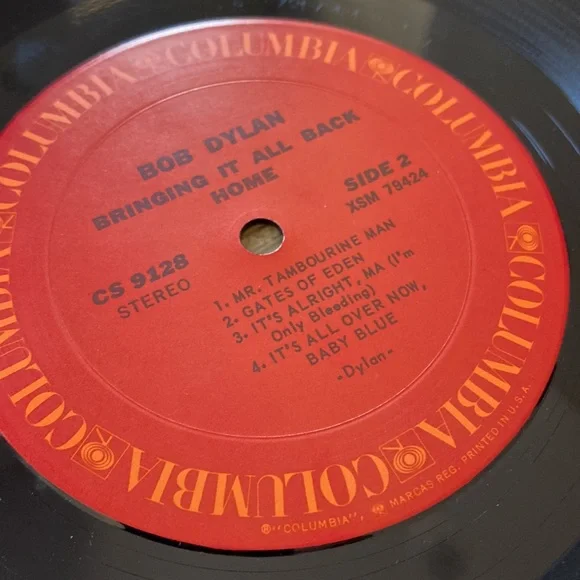 BOB DYLAN
BRINGING IT ALL BACK
HOME
SIDE 2
XSM 79424
CS 9128
STEREO
1. MR. TAMBOURINE MAN
2. GATES OF EDEN
3. IT'S ALRIGHT, MA (I'm
Only Bleeding)
4. IT'S ALL OVER NOW,
BABY BLUE
-Dylan-
COLUMBIA COLUMBIA COLUMBIA COLUMBIA COLUMBIA COLUMBIA COLUMBIA
® "COLUMBIA", MARCAS REG. PRINTED IN U.S.A.